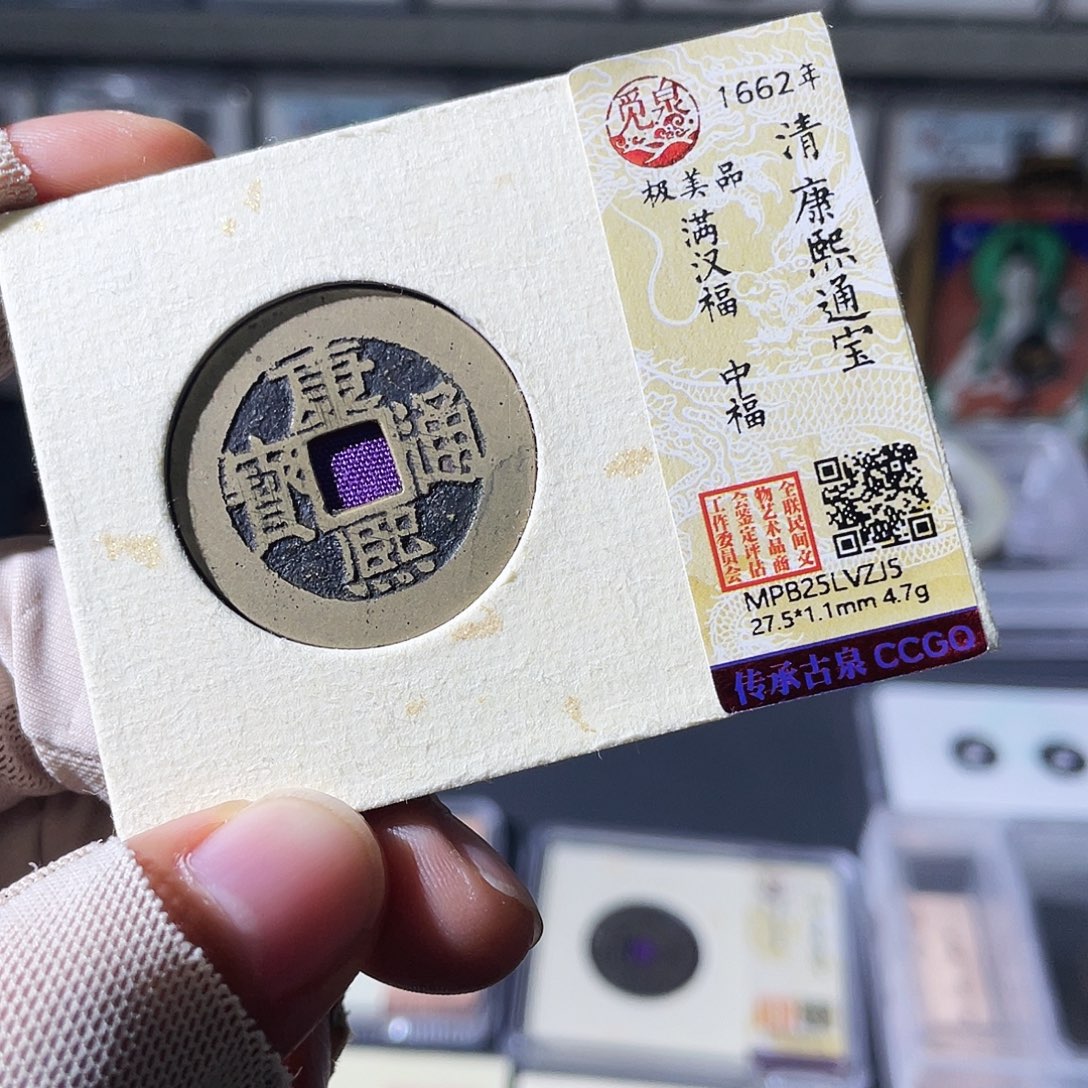 康熙通寶
觅泉
1662年
清康熙通宝
极美品
满汉福
中福
全联民间文
物艺术品商
会鉴定评估
工作委员会
MPB25LVZJ5
27.5*1.1mm 4.7g
传承古泉 CCGQ